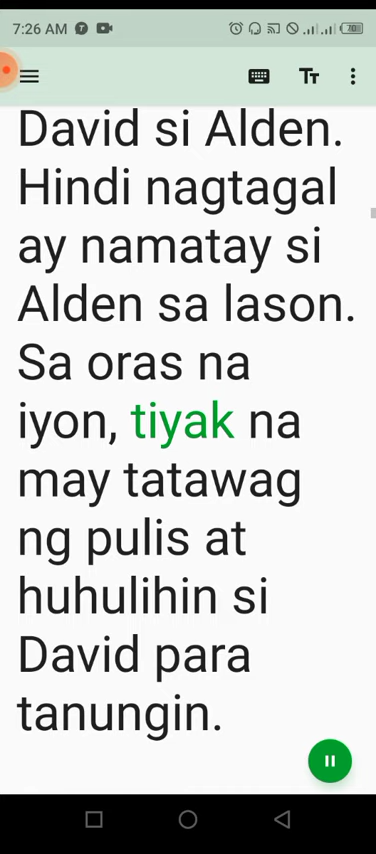 7:26 AM
70
David si Alden.
Hindi nagtagal
ay namatay si
Alden sa lason.
Sa oras na
iyon, tiyak na
may tatawag
ng pulis at
huhulihin si
David para
tanungin.